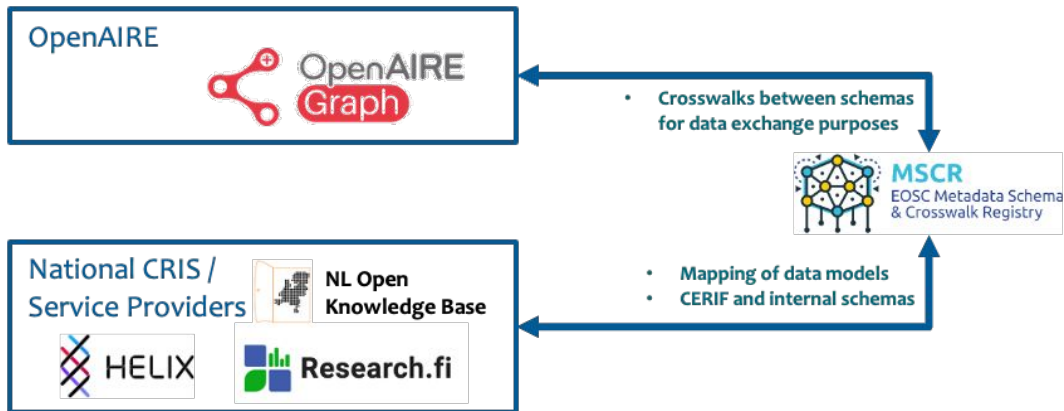 OpenAIRE
OpenAIRE
Graph
• Crosswalks between schemas
for data exchange purposes
MSCR
EOSC Metadata Schema
& Crosswalk Registry
National CRIS /
Service Providers
NL Open
Knowledge Base
HELIX
Research.fi
• Mapping of data models
• CERIF and internal schemas